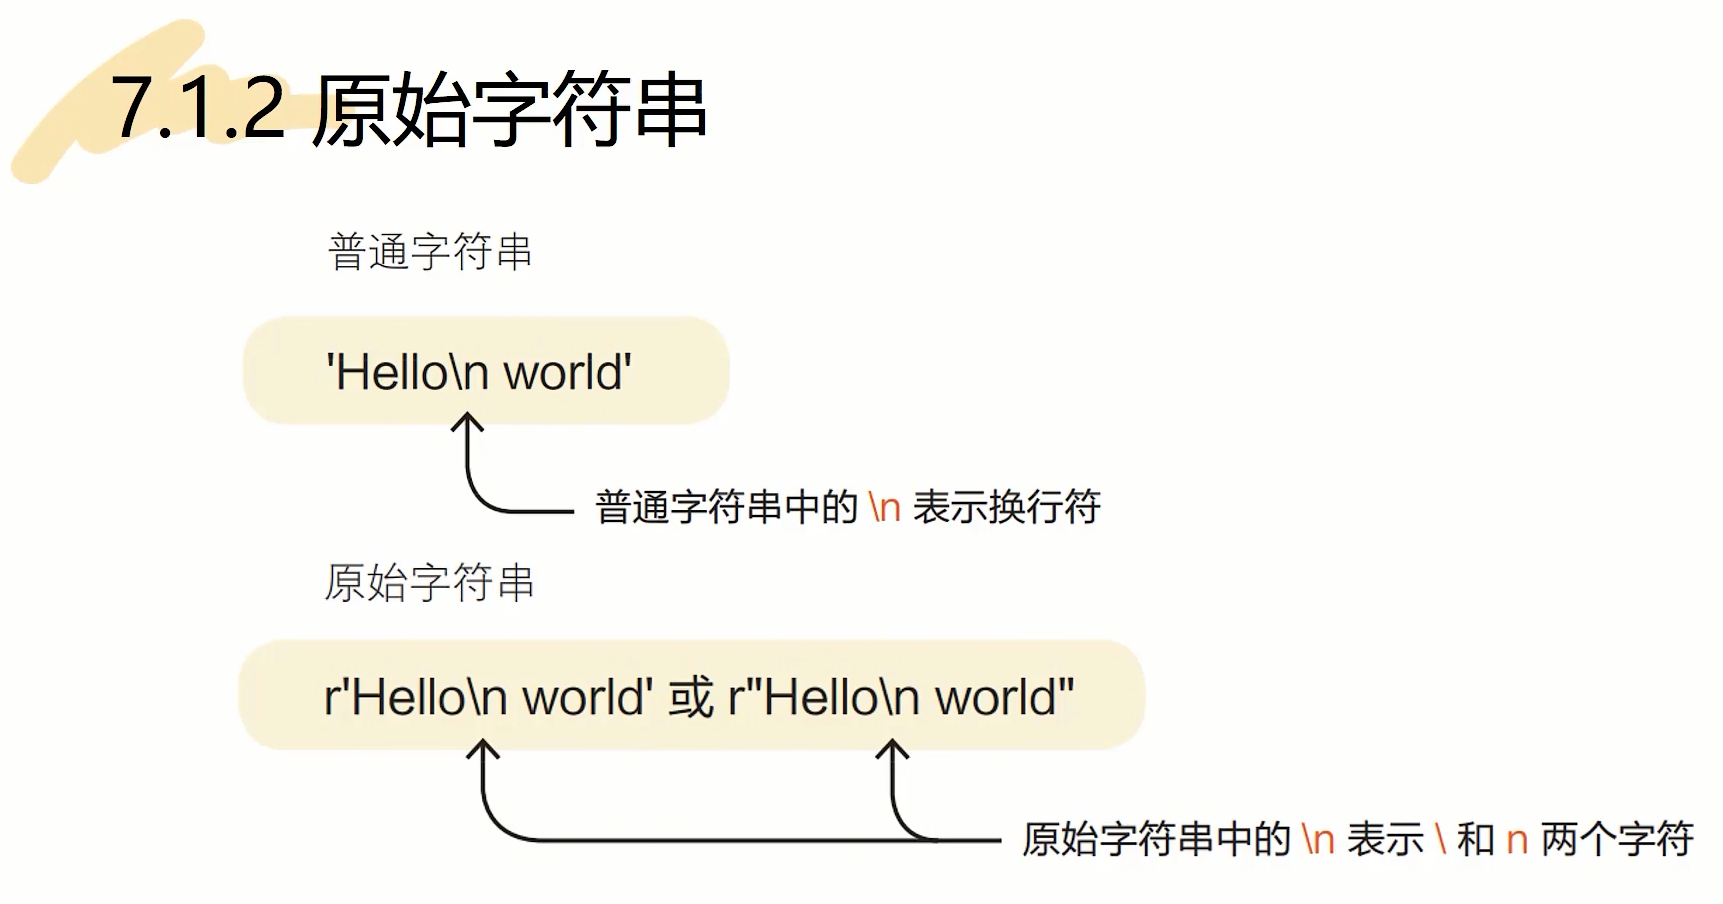 7.1.2 原始字符串
普通字符串
'Hello\n world'
普通字符串中的 \n 表示换行符
原始字符串
r'Hello\n world' 或 r"Hello\n world"
原始字符串中的 \n 表示 \ 和 n 两个字符